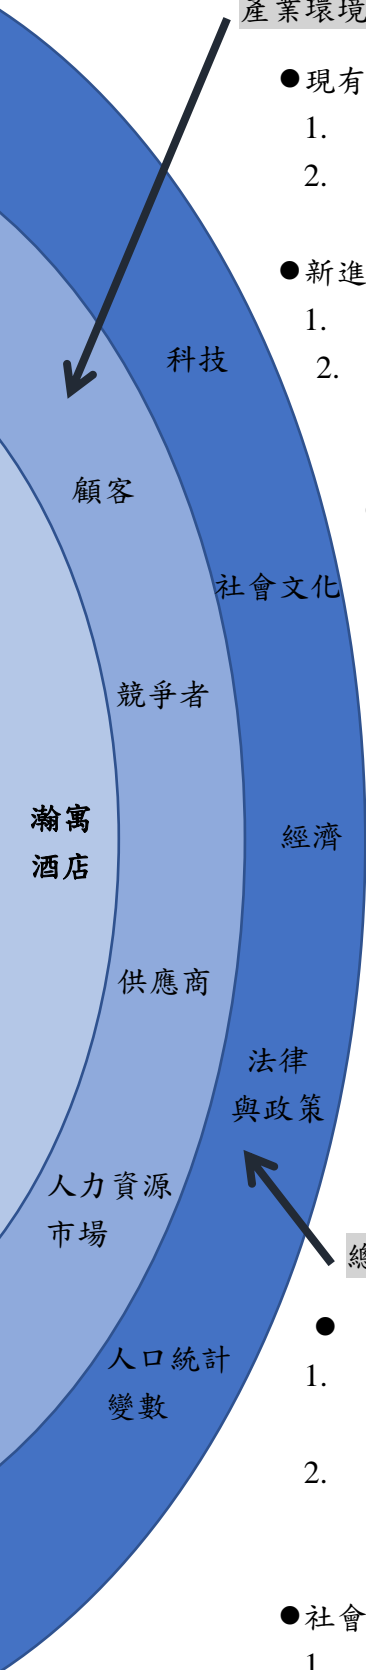 產業環境
●現有
1.
2.
●新進
1.
2.
科技
顧客
社會文化
競爭者
瀚寓
酒店
經濟
供應商
法律
與政策
人力資源
市場
●
人口統計
變數
1.
2.
●社會
1.